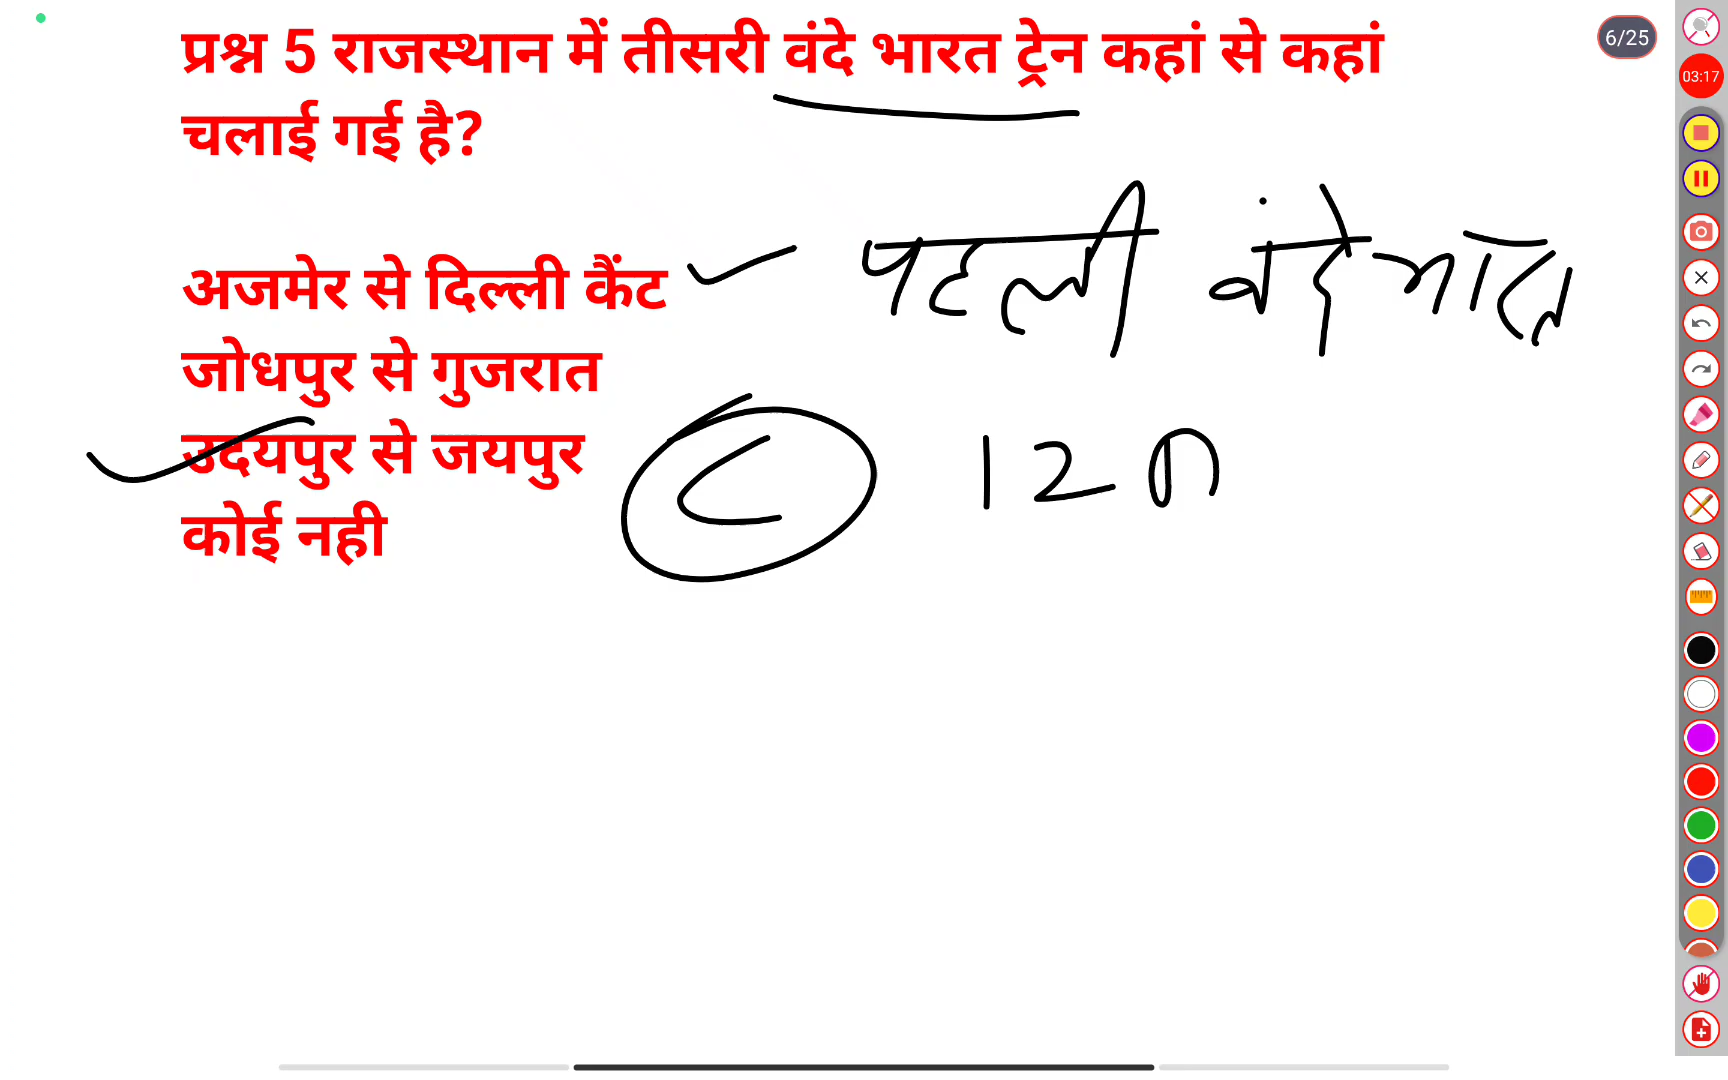 प्रश्न 5 राजस्थान में तीसरी वंदे भारत ट्रेन कहां से कहां
चलाई गई है?
6/25
03:17
अजमेर से दिल्ली कैंट
पहली वंदे भारत
जोधपुर से गुजरात
उदयपुर से जयपुर
C
कोई नही